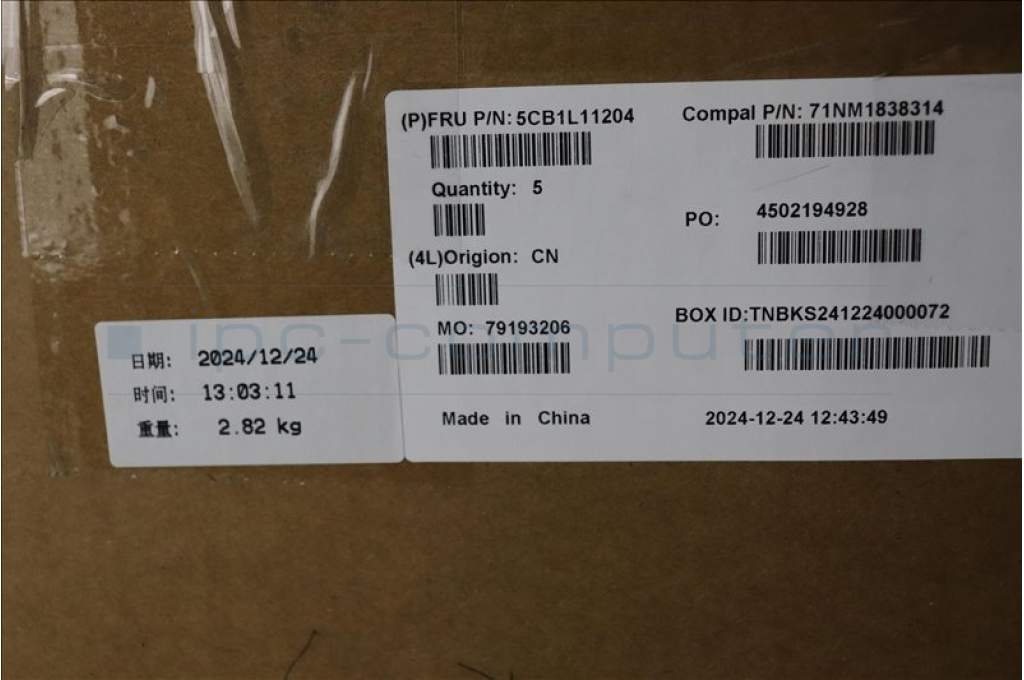 (P)FRU P/N: 5CB1L11204
Compal P/N: 71NM1838314
Quantity: 5
PO: 4502194928
(4L)Origion: CN
MO: 79193206
BOX ID:TNBKS241224000072
Made in China
2024-12-24 12:43:49
日期: 2024/12/24
时间: 13:03:11
重量: 2.82 kg
ipc-computer